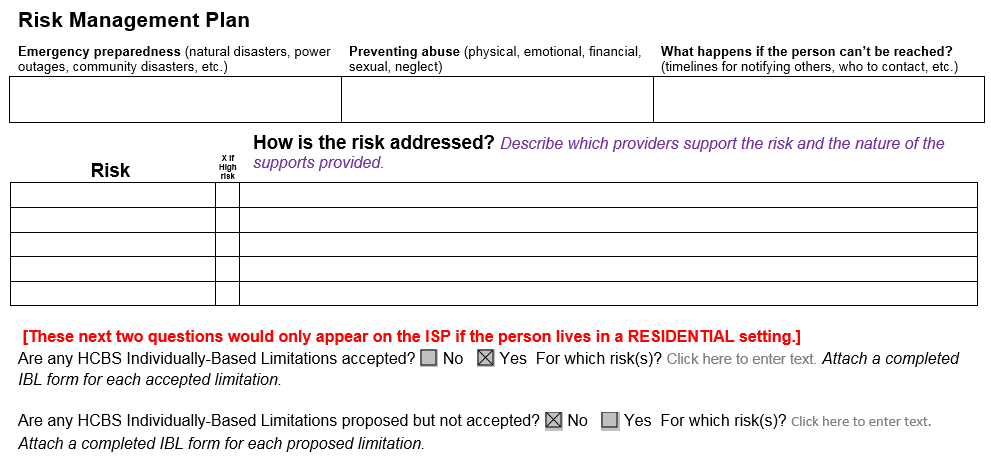 Risk Management Plan
Emergency preparedness (natural disasters, power outages, community disasters, etc.)
Preventing abuse (physical, emotional, financial, sexual, neglect)
What happens if the person can't be reached? (timelines for notifying others, who to contact, etc.)
Risk
X if High risk
How is the risk addressed? Describe which providers support the risk and the nature of the supports provided.
[These next two questions would only appear on the ISP if the person lives in a RESIDENTIAL setting.]
Are any HCBS Individually-Based Limitations accepted? ☐ No ☒ Yes For which risk(s)? Click here to enter text. Attach a completed
IBL form for each accepted limitation.
Are any HCBS Individually-Based Limitations proposed but not accepted? ☒ No ☐ Yes For which risk(s)? Click here to enter text.
Attach a completed IBL form for each proposed limitation.